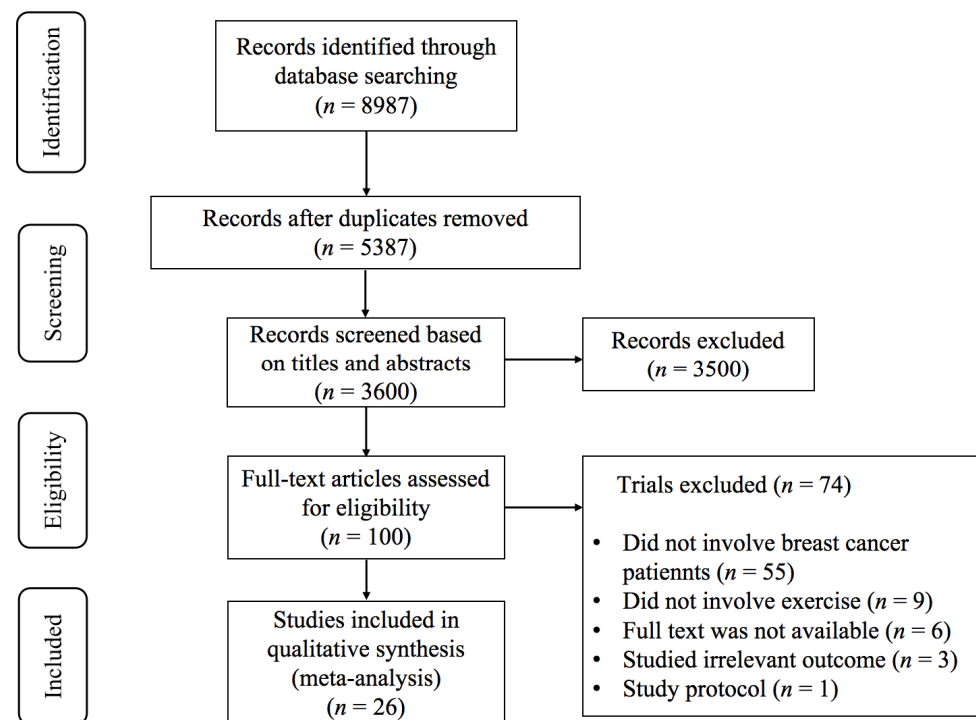 Identification
Records identified through
database searching
(n = 8987)
Records after duplicates removed
(n = 5387)
Screening
Records screened based
on titles and abstracts
(n = 3600)
Records excluded
(n = 3500)
Eligibility
Full-text articles assessed
for eligibility
(n = 100)
Trials excluded (n = 74)
• Did not involve breast cancer
patiennts (n = 55)
• Did not involve exercise (n = 9)
• Full text was not available (n = 6)
• Studied irrelevant outcome (n = 3)
• Study protocol (n = 1)
Included
Studies included in
qualitative synthesis
(meta-analysis)
(n = 26)